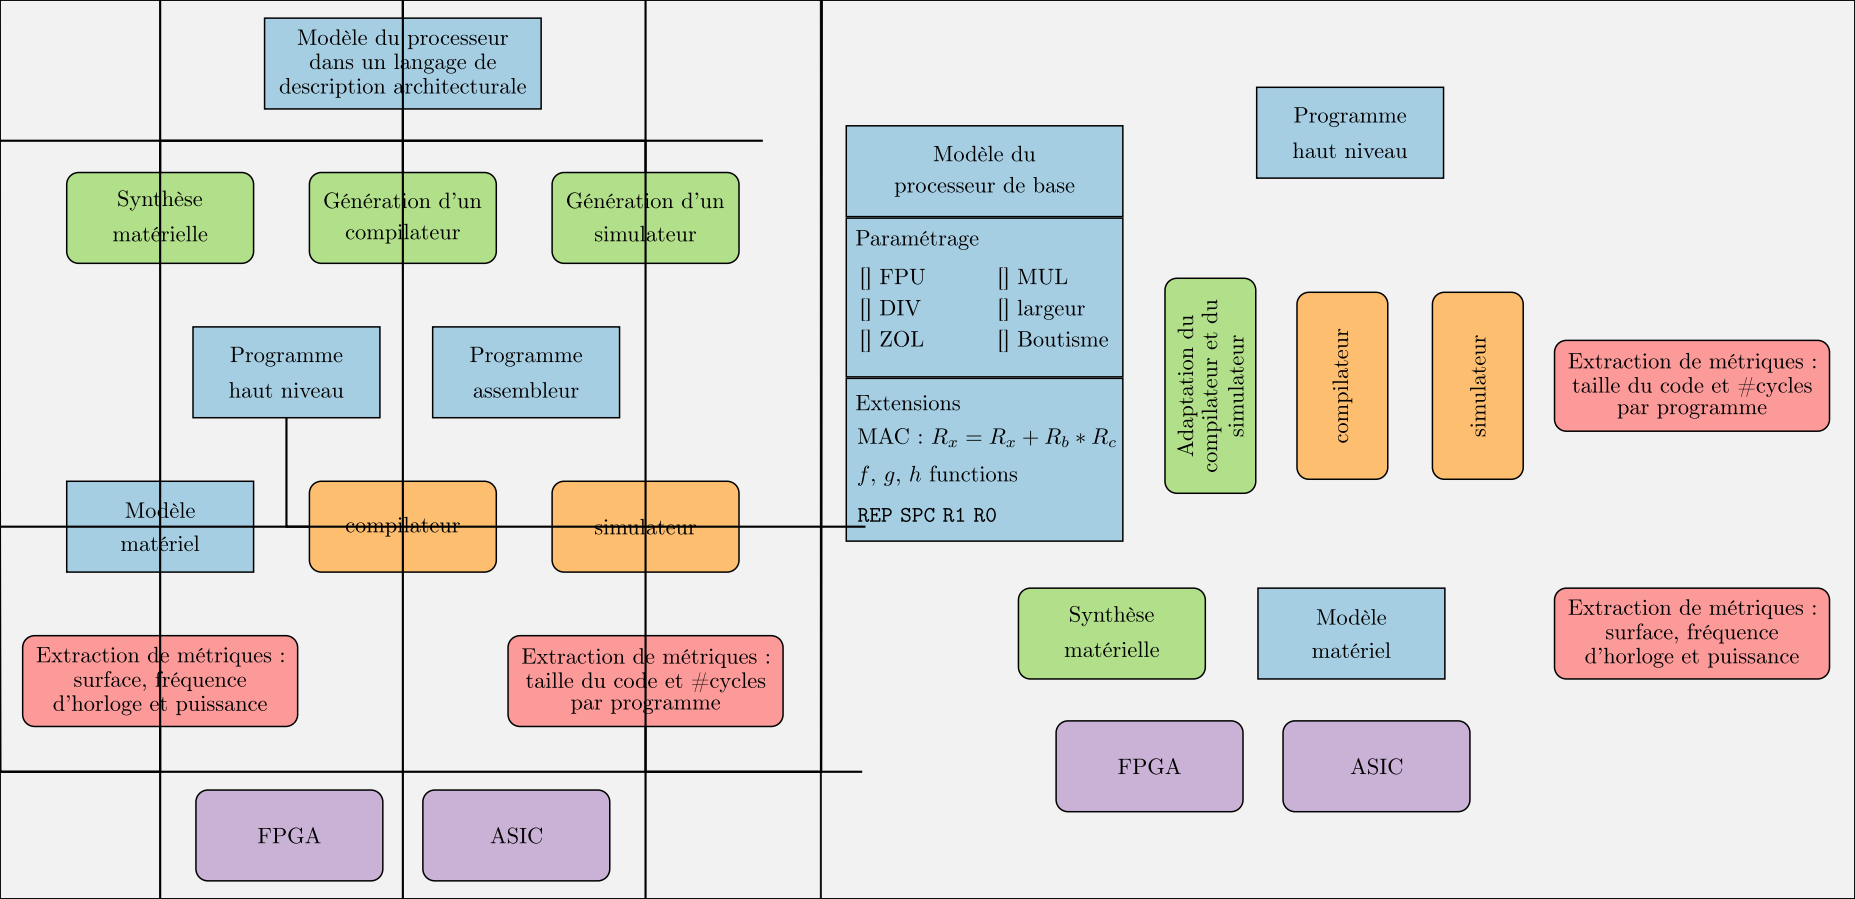 Modèle du processeur
dans un langage de
description architecturale
Synthèse
matérielle
Génération d'un
compilateur
Génération d'un
simulateur
Programme
haut niveau
Programme
assembleur
Modèle
matériel
compilateur
simulateur
Extraction de métriques :
surface, fréquence
d'horloge et puissance
Extraction de métriques :
taille du code et #cycles
par programme
FPGA
ASIC
Modèle du
processeur de base
Paramétrage
[] FPU
[] MUL
[] DIV
[] largeur
[] ZOL
[] Boutisme
Extensions
MAC : $R_x = R_x + R_b * R_c$
f, g, h functions
REP SPC R1 R0
Programme
haut niveau
Adaptation du
compilateur et du
simulateur
compilateur
simulateur
Extraction de métriques :
taille du code et #cycles
par programme
Synthèse
matérielle
Modèle
matériel
Extraction de métriques :
surface, fréquence
d'horloge et puissance
FPGA
ASIC